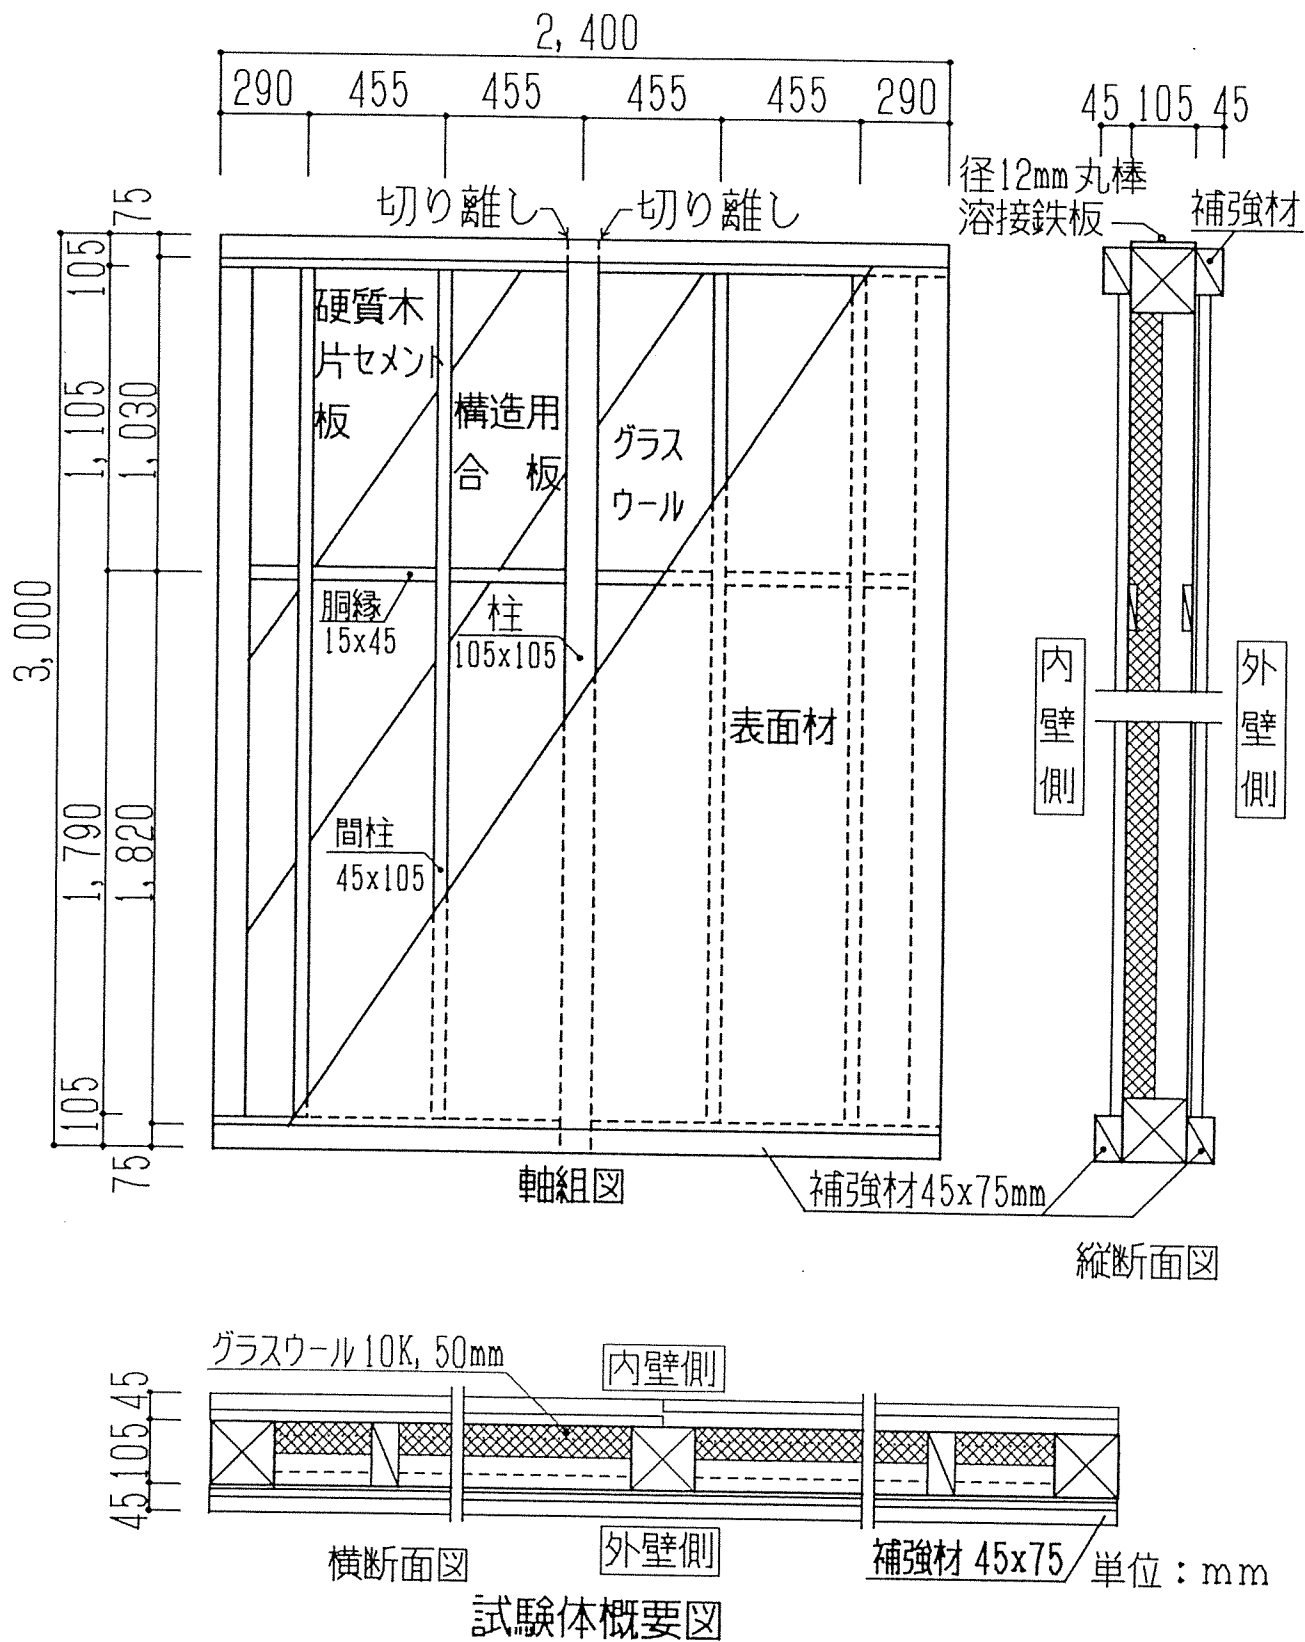 2,400
290 455 455 455 455 290
45 105 45
切り離し 切り離し
径12mm丸棒
溶接鉄板
補強材
75
105
1,105
1,030
3,000
1,790
1,820
105
75
硬質木
片セメント
板
構造用
合 板
グラス
ウール
胴縁
15x45
柱
105x105
表面材
間柱
45x105
内壁側
外壁側
軸組図
補強材45x75mm
縦断面図
グラスウール10K, 50mm
内壁側
45
105
45
外壁側
横断面図
補強材 45x75
単位：mm
試験体概要図